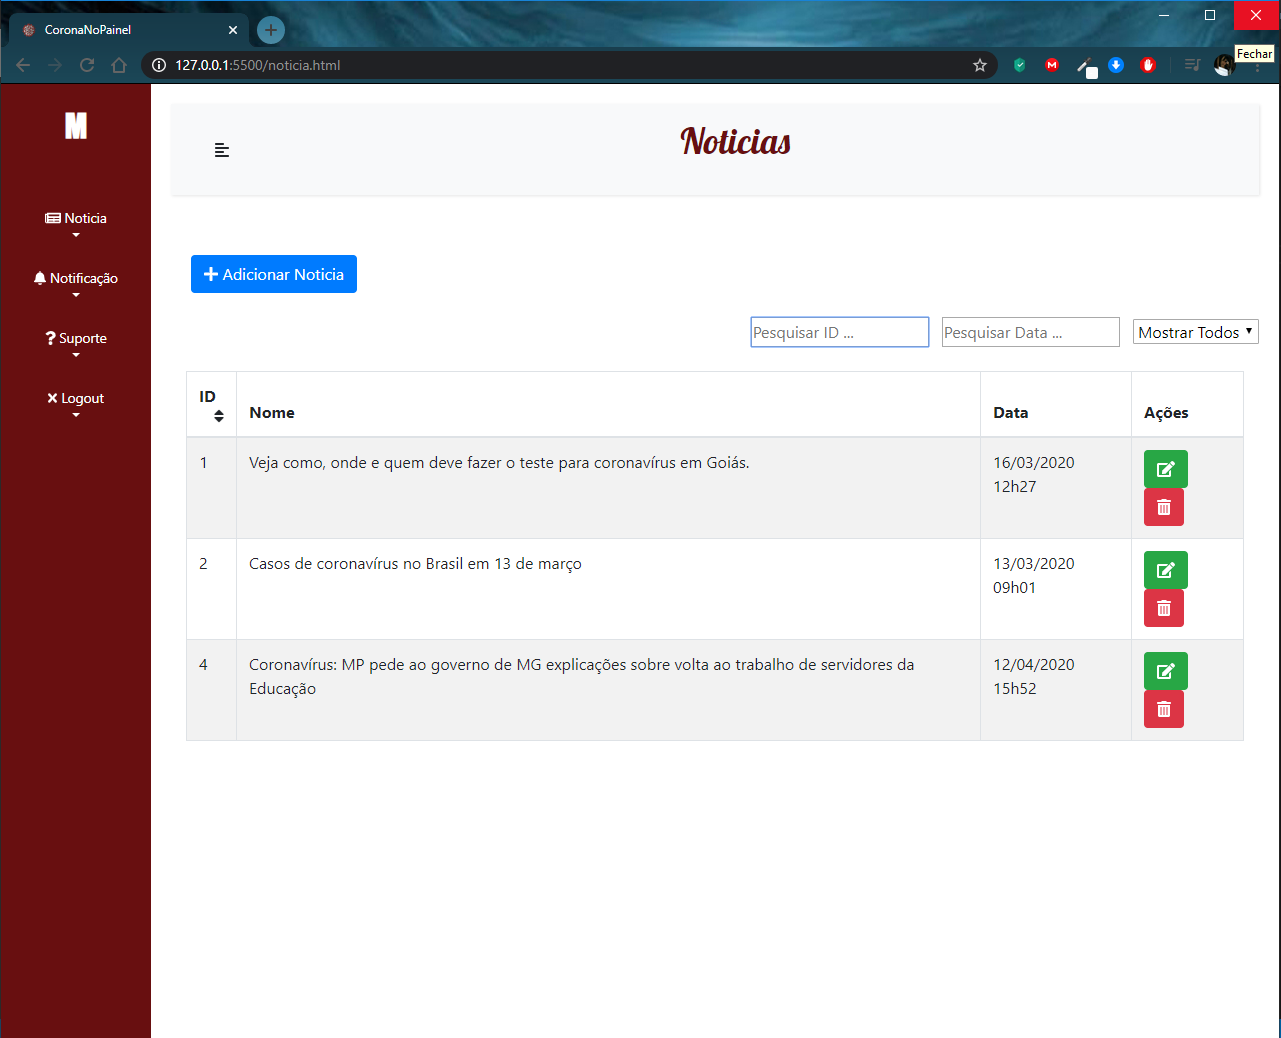 CoronaNoPainel
127.0.0.1:5500/noticia.html
Fechar
M
Noticias
Noticia
Notificação
Suporte
Logout
Adicionar Noticia
Pesquisar ID ...
Pesquisar Data ...
Mostrar Todos
ID
Nome
Data
Ações
1
Veja como, onde e quem deve fazer o teste para coronavírus em Goiás.
16/03/2020
12h27
2
Casos de coronavírus no Brasil em 13 de março
13/03/2020
09h01
4
Coronavírus: MP pede ao governo de MG explicações sobre volta ao trabalho de servidores da
Educação
12/04/2020
15h52